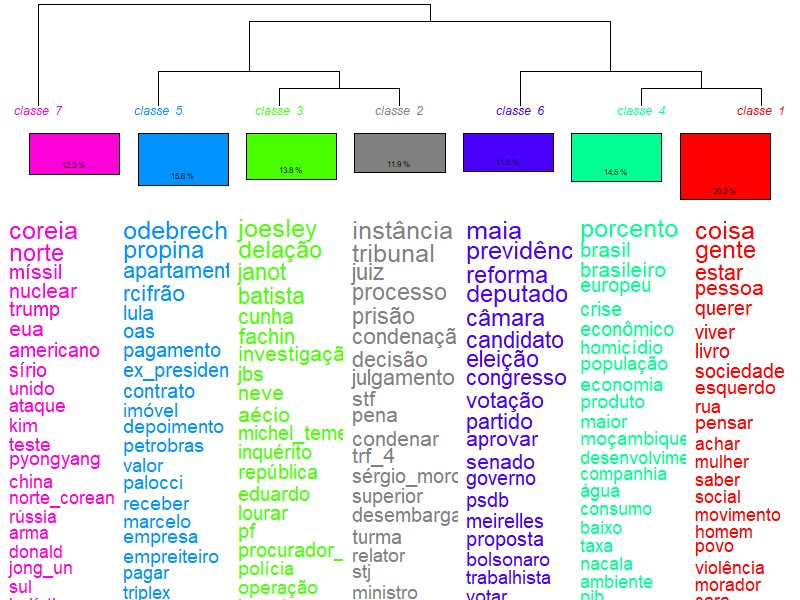 classe 7
classe 5
classe 3
classe 2
classe 6
classe 4
classe 1
12.3 %
15.8 %
13.8 %
11.9 %
11.5 %
14.5 %
20.2 %
coreia
norte
míssil
nuclear
trump
eua
americano
sírio
unido
ataque
kim
teste
pyongyang
china
norte_corean
rússia
arma
donald
jong_un
sul
odebrech
propina
apartament
rcifrão
lula
oas
pagamento
ex_presiden
contrato
imóvel
depoimento
petrobras
valor
palocci
receber
marcelo
empresa
empreiteiro
pagar
triplex
joesley
delação
janot
batista
cunha
fachin
investigaçã
jbs
neve
aécio
michel_teme
inquérito
república
eduardo
lourar
pf
procurador_
polícia
operação
instância
tribunal
juiz
processo
prisão
condenaçã
decisão
julgamento
stf
pena
condenar
trf_4
sérgio_moro
superior
desembarga
turma
relator
stj
ministro
maia
previdênc
reforma
deputado
câmara
candidato
eleição
congresso
votação
partido
aprovar
senado
governo
psdb
meirelles
proposta
bolsonaro
trabalhista
votar
porcento
brasil
brasileiro
europeu
crise
econômico
homicídio
população
economia
produto
maior
moçambique
desenvolvime
companhia
água
consumo
baixo
taxa
nacala
ambiente
pib
coisa
gente
estar
pessoa
querer
viver
livro
sociedade
esquerdo
rua
pensar
achar
mulher
saber
social
movimento
homem
povo
violência
morador
cara